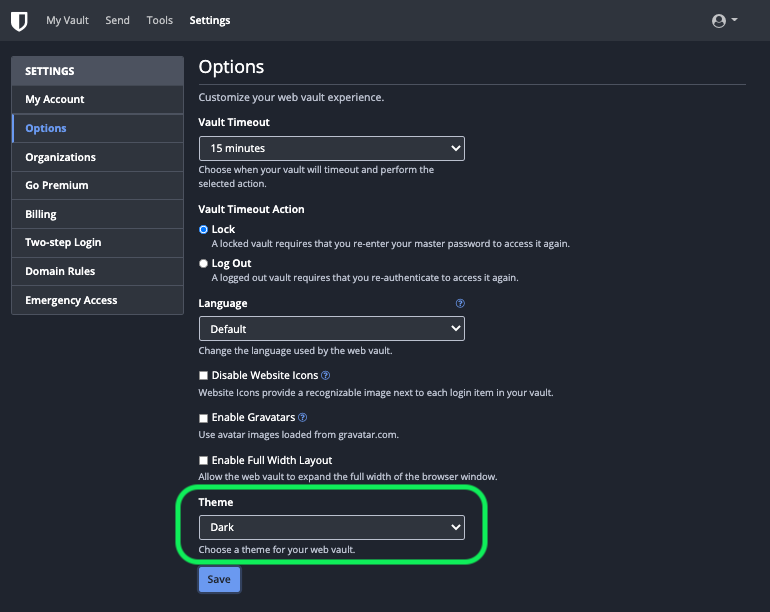 My Vault Send Tools Settings
SETTINGS
My Account
Options
Organizations
Go Premium
Billing
Two-step Login
Domain Rules
Emergency Access
Options
Customize your web vault experience.
Vault Timeout
15 minutes
Choose when your vault will timeout and perform the
selected action.
Vault Timeout Action
Lock
A locked vault requires that you re-enter your master password to access it again.
Log Out
A logged out vault requires that you re-authenticate to access it again.
Language
Default
Change the language used by the web vault.
Disable Website Icons
Website Icons provide a recognizable image next to each login item in your vault.
Enable Gravatars
Use avatar images loaded from gravatar.com.
Enable Full Width Layout
Allow the web vault to expand the full width of the browser window.
Theme
Dark
Choose a theme for your web vault.
Save